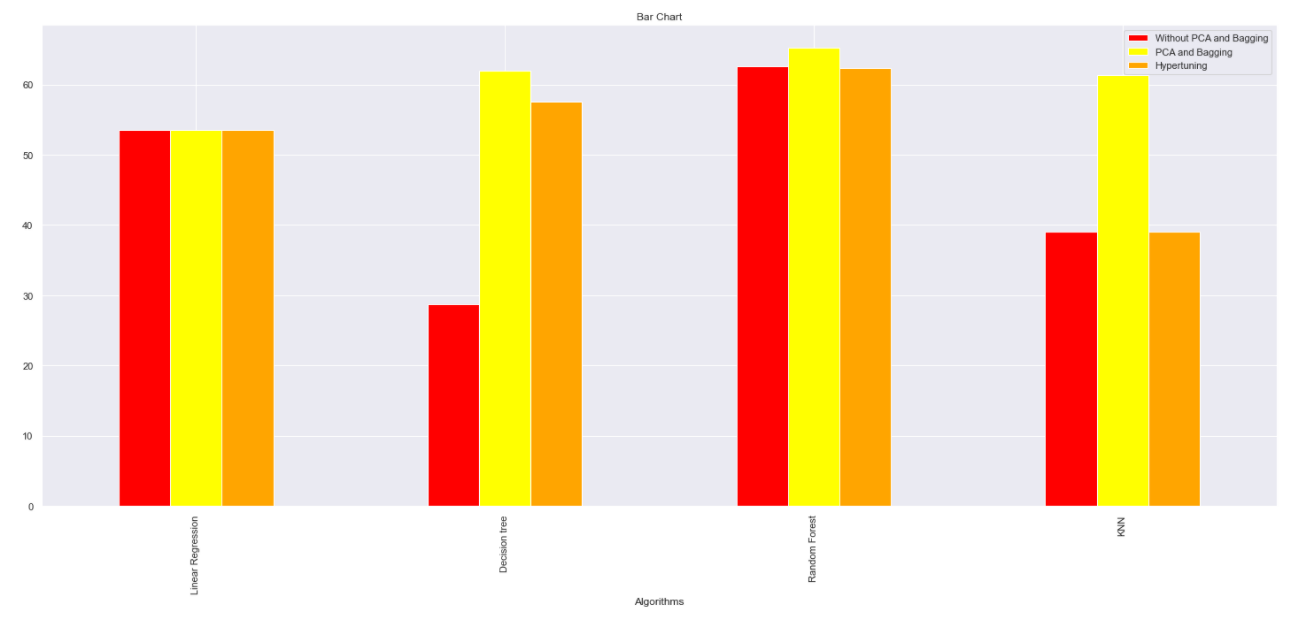 Bar Chart
Without PCA and Bagging
PCA and Bagging
Hypertuning
60
50
40
30
20
10
0
Linear Regression
Decision tree
Random Forest
KNN
Algorithms